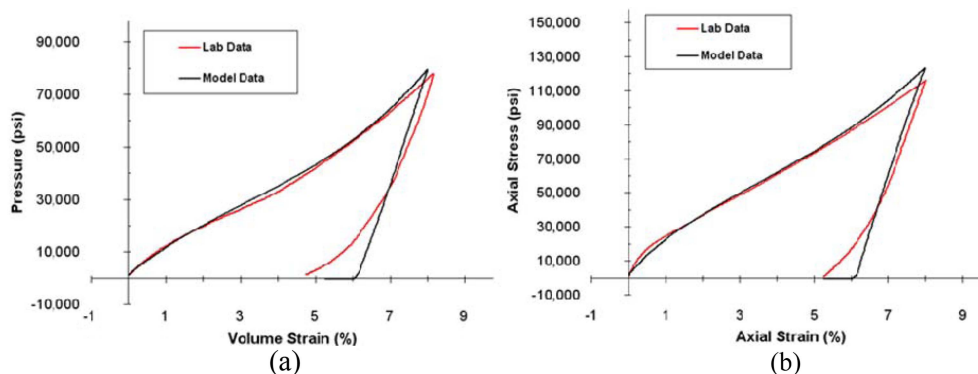 90,000
70,000
50,000
30,000
10,000
-10,000
Pressure (psi)
Lab Data
Model Data
-1 1 3 5 7 9
Volume Strain (%)
(a)
150,000
130,000
110,000
90,000
70,000
50,000
30,000
10,000
-10,000
Axial Stress (psi)
Lab Data
Model Data
-1 1 3 5 7 9
Axial Strain (%)
(b)